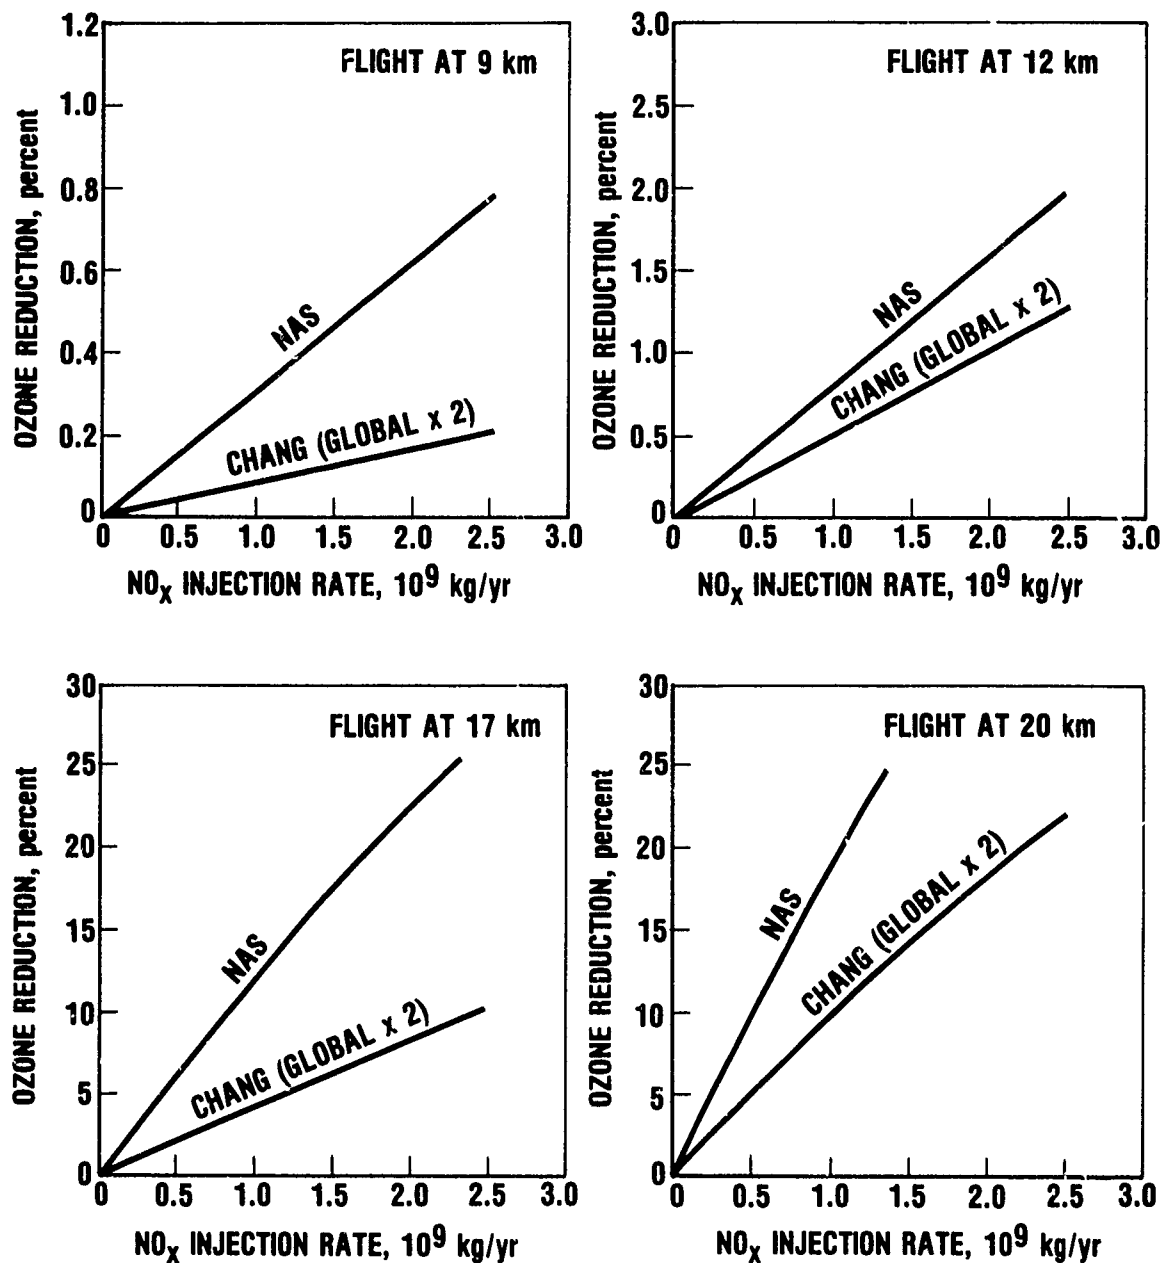 FLIGHT AT 9 km
OZONE REDUCTION, percent
1.2
1.0
0.8
0.6
0.4
0.2
0
NAS
CHANG (GLOBAL x 2)
0 0.5 1.0 1.5 2.0 2.5 3.0
NOX INJECTION RATE, 10⁹ kg/yr
FLIGHT AT 12 km
OZONE REDUCTION, percent
3.0
2.5
2.0
1.5
1.0
0.5
0
NAS
CHANG (GLOBAL x 2)
0 0.5 1.0 1.5 2.0 2.5 3.0
NOX INJECTION RATE, 10⁹ kg/yr
FLIGHT AT 17 km
OZONE REDUCTION, percent
30
25
20
15
10
5
0
NAS
CHANG (GLOBAL x 2)
0 0.5 1.0 1.5 2.0 2.5 3.0
NOX INJECTION RATE, 10⁹ kg/yr
FLIGHT AT 20 km
OZONE REDUCTION, percent
30
25
20
15
10
5
0
NAS
CHANG (GLOBAL x 2)
0 0.5 1.0 1.5 2.0 2.5 3.0
NOX INJECTION RATE, 10⁹ kg/yr